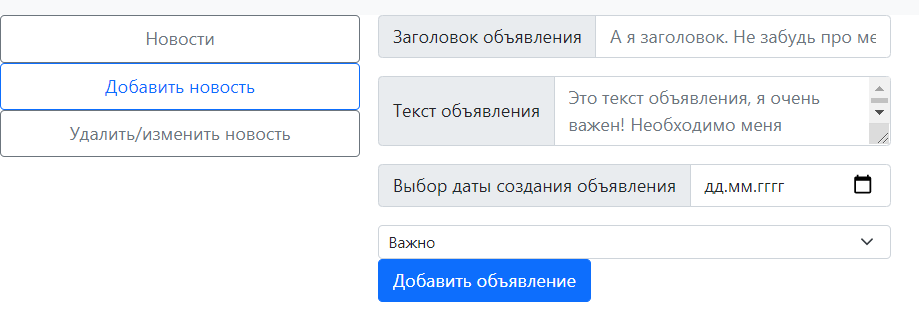 Новости
Добавить новость
Удалить/изменить новость
Заголовок объявления
А я заголовок. Не забудь про ме
Текст объявления
Это текст объявления, я очень
важен! Необходимо меня
Выбор даты создания объявления
дд.мм.гггг
Важно
Добавить объявление